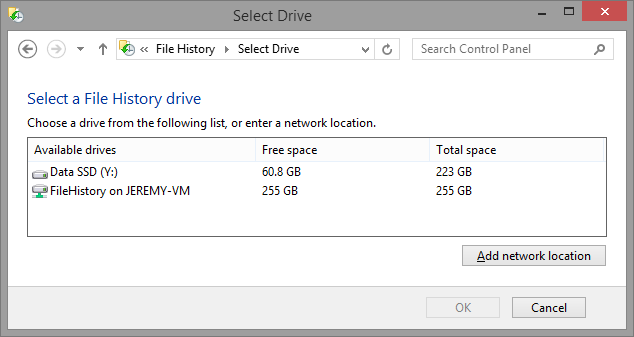 Select Drive
« File History Select Drive Search Control Panel
Select a File History drive
Choose a drive from the following list, or enter a network location.
Available drives Free space Total space
Data SSD (Y:) 60.8 GB 223 GB
FileHistory on JEREMY-VM 255 GB 255 GB
Add network location
OK Cancel